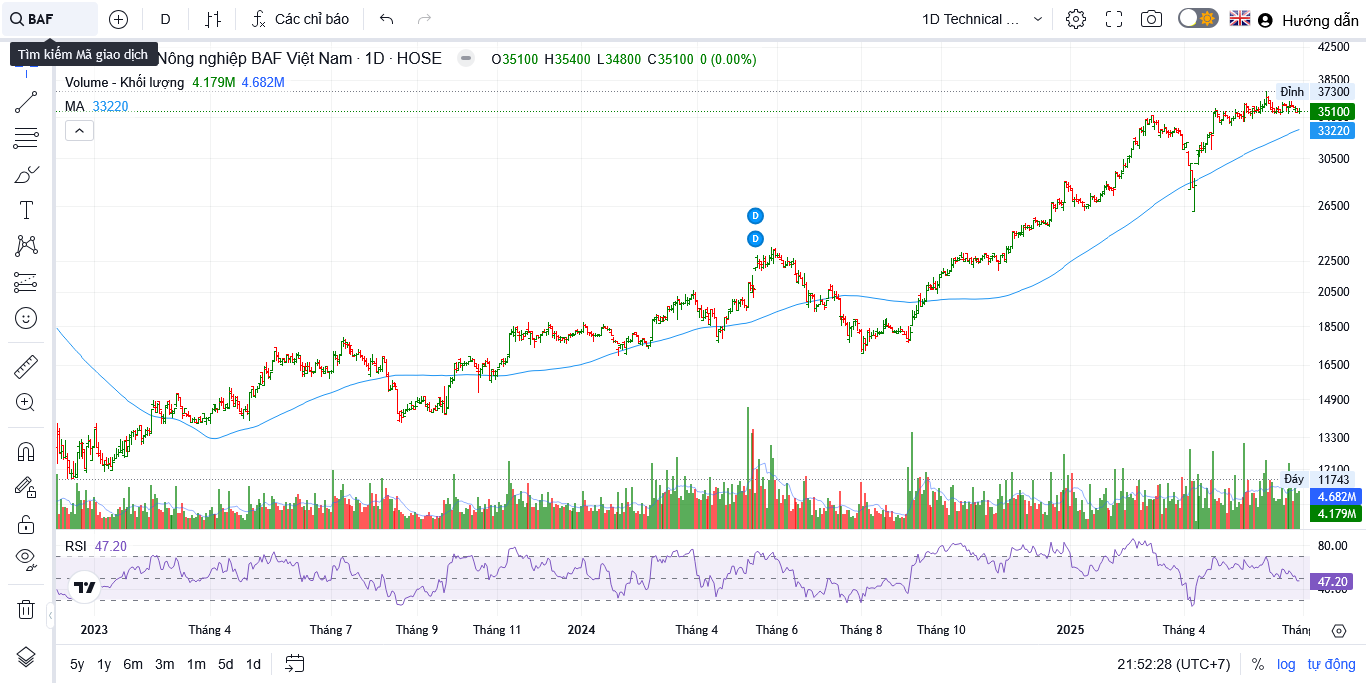 BAF D Các chỉ báo 1D Technical ... Hướng dẫn
Tìm kiếm Mã giao dịch Nông nghiệp BAF Việt Nam · 1D · HOSE O35100 H35400 L34800 C35100 0 (0.00%)
Volume - Khối lượng 4.179M 4.682M
MA 33220
42500
38500
Đỉnh 37300
35100
33220
30500
26500
D
D
22500
20500
18500
16500
14900
13300
12100
Đáy 11743
4.682M
4.179M
RSI 47.20
80.00
47.20
40.00
2023 Tháng 4 Tháng 7 Tháng 9 Tháng 11 2024 Tháng 4 Tháng 6 Tháng 8 Tháng 10 2025 Tháng 4 Thán
5y 1y 6m 3m 1m 5d 1d 21:52:28 (UTC+7) % log tự động